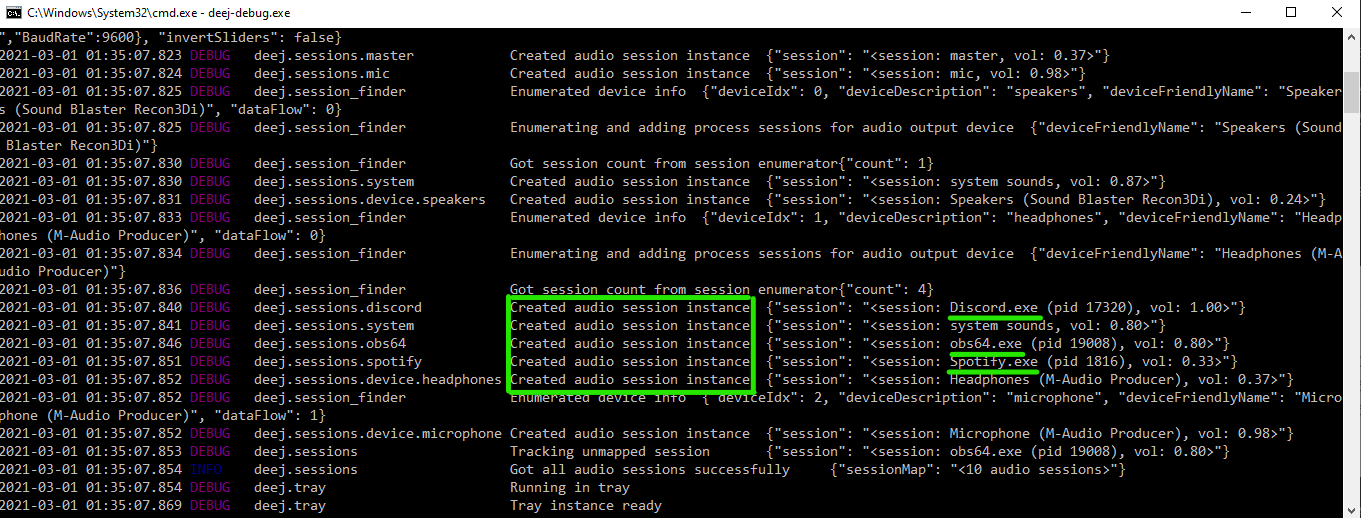 C:\Windows\System32\cmd.exe - deej-debug.exe
","BaudRate":9600}, "invertSliders": false}
2021-03-01 01:35:07.823 DEBUG deej.sessions.master Created audio session instance {"session": "<session: master, vol: 0.37>"}
2021-03-01 01:35:07.824 DEBUG deej.sessions.mic Created audio session instance {"session": "<session: mic, vol: 0.98>"}
2021-03-01 01:35:07.825 DEBUG deej.session_finder Enumerated device info {"deviceIdx": 0, "deviceDescription": "speakers", "deviceFriendlyName": "Speaker
s (Sound Blaster Recon3Di)", "dataFlow": 0}
2021-03-01 01:35:07.825 DEBUG deej.session_finder Enumerating and adding process sessions for audio output device {"deviceFriendlyName": "Speakers (Sound
 Blaster Recon3Di)"}
2021-03-01 01:35:07.830 DEBUG deej.session_finder Got session count from session enumerator{"count": 1}
2021-03-01 01:35:07.830 DEBUG deej.sessions.system Created audio session instance {"session": "<session: system sounds, vol: 0.87>"}
2021-03-01 01:35:07.831 DEBUG deej.sessions.device.speakers Created audio session instance {"session": "<session: Speakers (Sound Blaster Recon3Di), vol: 0.24>"}
2021-03-01 01:35:07.833 DEBUG deej.session_finder Enumerated device info {"deviceIdx": 1, "deviceDescription": "headphones", "deviceFriendlyName": "Headp
hones (M-Audio Producer)", "dataFlow": 0}
2021-03-01 01:35:07.834 DEBUG deej.session_finder Enumerating and adding process sessions for audio output device {"deviceFriendlyName": "Headphones (M-A
udio Producer)"}
2021-03-01 01:35:07.836 DEBUG deej.session_finder Got session count from session enumerator{"count": 4}
2021-03-01 01:35:07.840 DEBUG deej.sessions.discord Created audio session instance {"session": "<session: Discord.exe (pid 17320), vol: 1.00>"}
2021-03-01 01:35:07.841 DEBUG deej.sessions.system Created audio session instance {"session": "<session: system sounds, vol: 0.80>"}
2021-03-01 01:35:07.846 DEBUG deej.sessions.obs64 Created audio session instance {"session": "<session: obs64.exe (pid 19008), vol: 0.80>"}
2021-03-01 01:35:07.851 DEBUG deej.sessions.spotify Created audio session instance {"session": "<session: Spotify.exe (pid 1816), vol: 0.33>"}
2021-03-01 01:35:07.852 DEBUG deej.sessions.device.headphones Created audio session instance {"session": "<session: Headphones (M-Audio Producer), vol: 0.37>"}
2021-03-01 01:35:07.852 DEBUG deej.session_finder Enumerated device info {"deviceIdx": 2, "deviceDescription": "microphone", "deviceFriendlyName": "Micro
phone (M-Audio Producer)", "dataFlow": 1}
2021-03-01 01:35:07.852 DEBUG deej.sessions.device.microphone Created audio session instance {"session": "<session: Microphone (M-Audio Producer), vol: 0.98>"}
2021-03-01 01:35:07.853 DEBUG deej.sessions Tracking unmapped session {"session": "<session: obs64.exe (pid 19008), vol: 0.80>"}
2021-03-01 01:35:07.854 INFO deej.sessions Got all audio sessions successfully {"sessionMap": "<10 audio sessions>"}
2021-03-01 01:35:07.854 DEBUG deej.tray Running in tray
2021-03-01 01:35:07.869 DEBUG deej.tray Tray instance ready